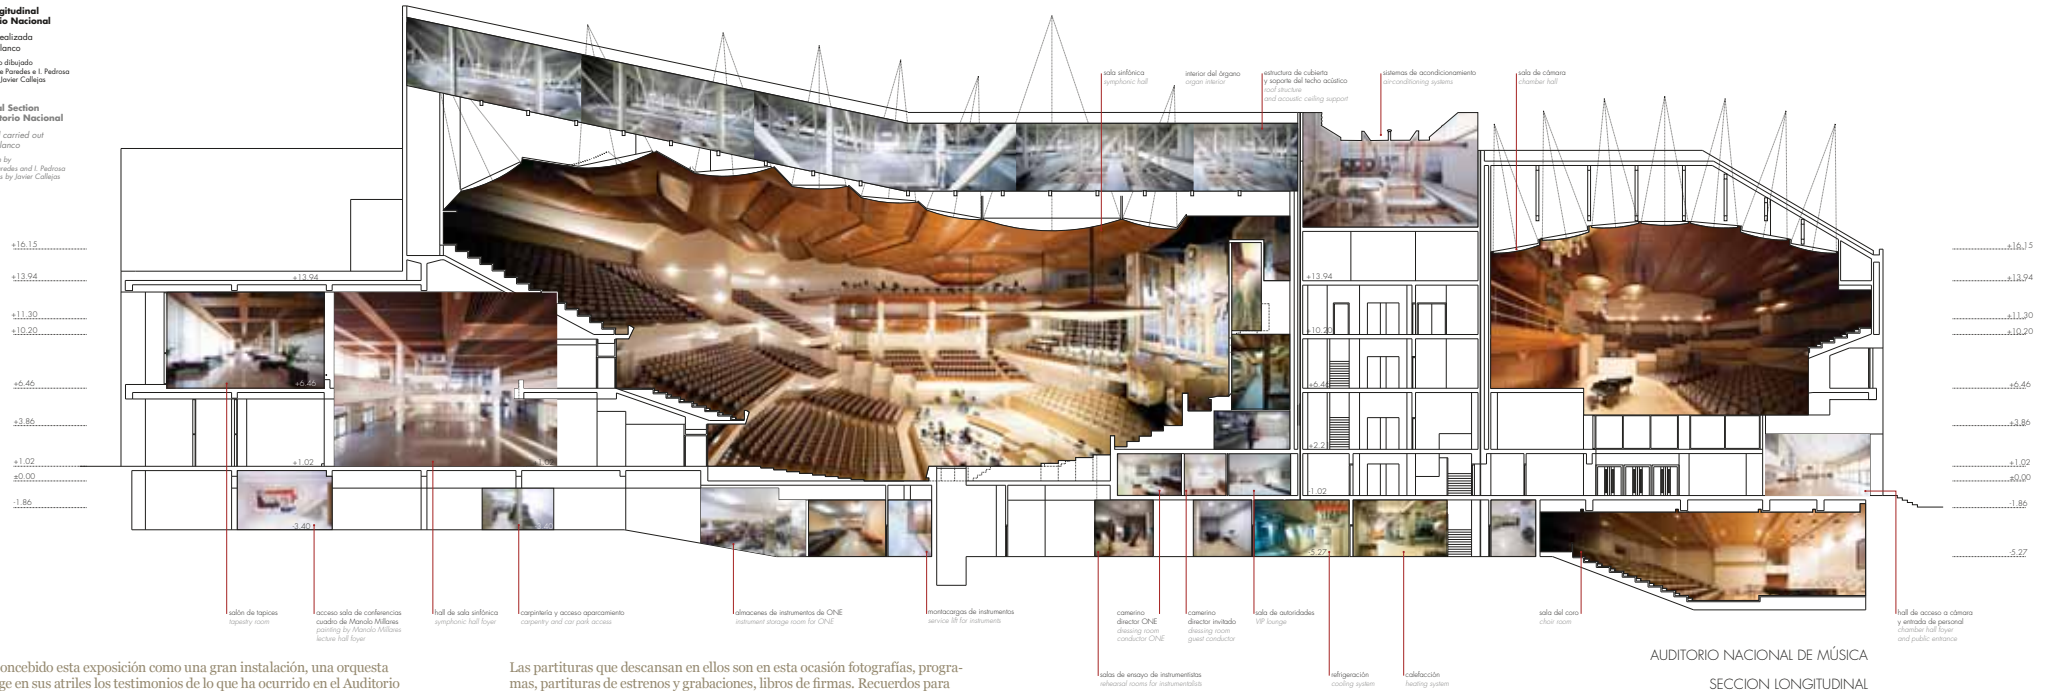 gitudinal
io Nacional
ealizada
lanco
o dibujado
e Paredes e I. Pedrosa
Javier Callejas
al Section
torio Nacional
carried out
lanco
by
aredes and I. Pedrosa
s by Javier Callejas
sala sinfónica
symphonic hall
interior del órgano
organ interior
estructura de cubierta
y soporte del techo acústico
roof structure
and acoustic ceiling support
sistemas de acondicionamiento
airconditioning systems
sala de cámara
chamber hall
+16.15
+13.94
+11.30
+10.20
+6.46
+3.86
+1.02
±0.00
-1.86
+13.94
+6.46
+1.02
-3.40
+13.94
+10.20
+6.46
-1.02
-5.27
+16.15
+13.94
+11.30
+10.20
+6.46
+3.86
+1.02
±0.00
-1.86
-5.27
salón de tapices
tapestry room
acceso sala de conferencias
cuadro de Manolo Millares
painting by Manolo Millares
lecture hall foyer
hall de sala sinfónica
symphonic hall foyer
carpintería y acceso aparcamiento
carpentry and car park access
almacenes de instrumentos de ONE
instrument storage room for ONE
montacargas de instrumentos
service lift for instruments
camerino
director ONE
dressing room
conductor ONE
camerino
director invitado
dressing room
guest conductor
sala de autoridades
VIP lounge
sala del coro
choir room
hall de acceso a cámara
y entrada de personal
chamber hall foyer
and public entrance
salas de ensayo de instrumentistas
rehearsal rooms for instrumentalists
refrigeración
cooling system
calefacción
heating system
oncebido esta exposición como una gran instalación, una orquesta
ge en sus atriles los testimonios de lo que ha ocurrido en el Auditorio
Las partituras que descansan en ellos son en esta ocasión fotografías, progra-
mas, partituras de estrenos y grabaciones, libros de firmas. Recuerdos para
AUDITORIO NACIONAL DE MÚSICA
SECCION LONGITUDINAL